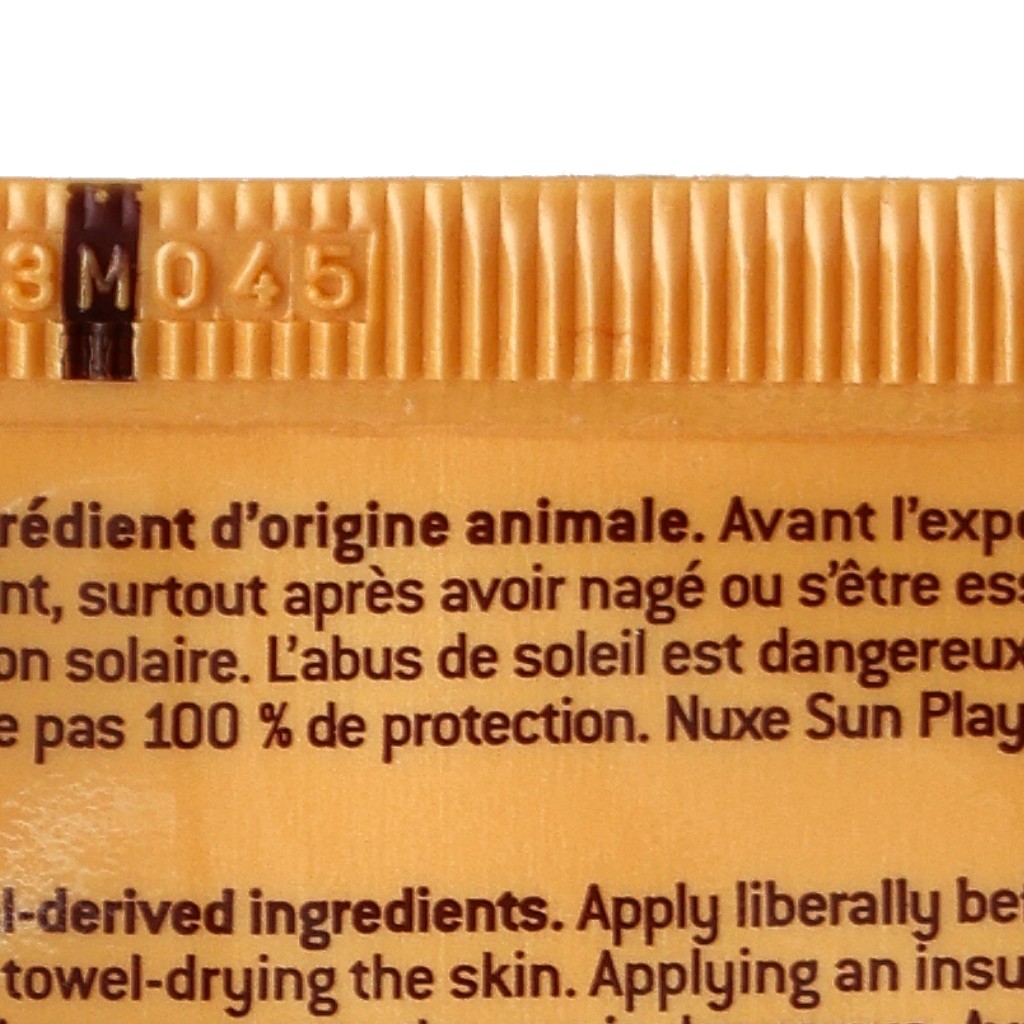 3M045
rédient d'origine animale. Avant l'exp
nt, surtout après avoir nagé ou s'être es
on solaire. L'abus de soleil est dangereux
e pas 100 % de protection. Nuxe Sun Play
l-derived ingredients. Apply liberally be
towel-drying the skin. Applying an insu